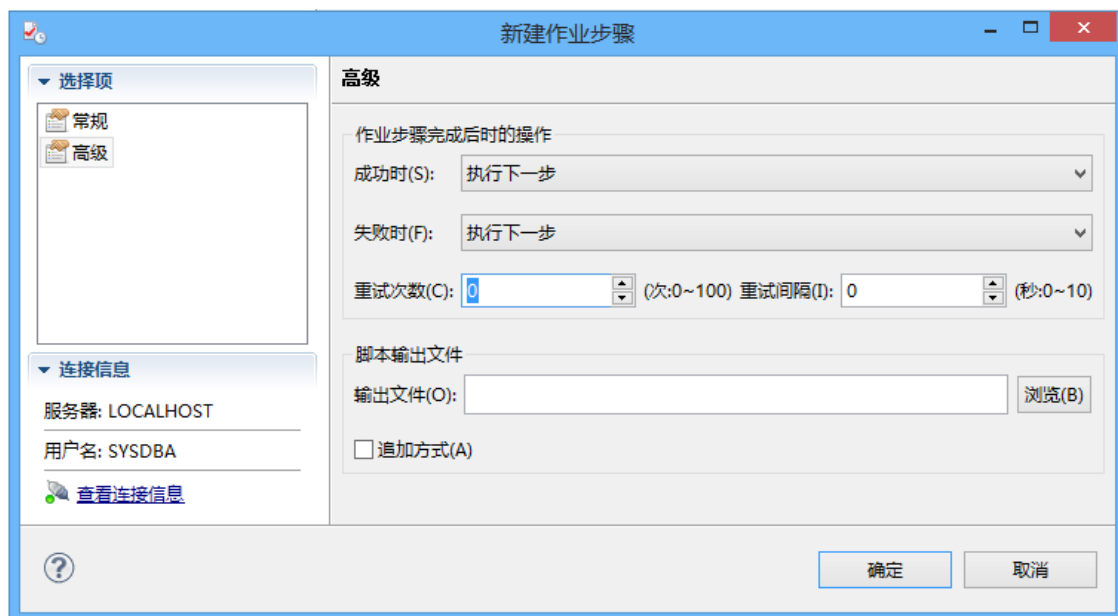 新建作业步骤
选择项
常规
高级
连接信息
服务器: LOCALHOST
用户名: SYSDBA
查看连接信息
高级
作业步骤完成后时的操作
成功时(S): 执行下一步
失败时(F): 执行下一步
重试次数(C): 0 (次:0~100) 重试间隔(I): 0 (秒:0~10)
脚本输出文件
输出文件(O): 浏览(B)
追加方式(A)
确定 取消